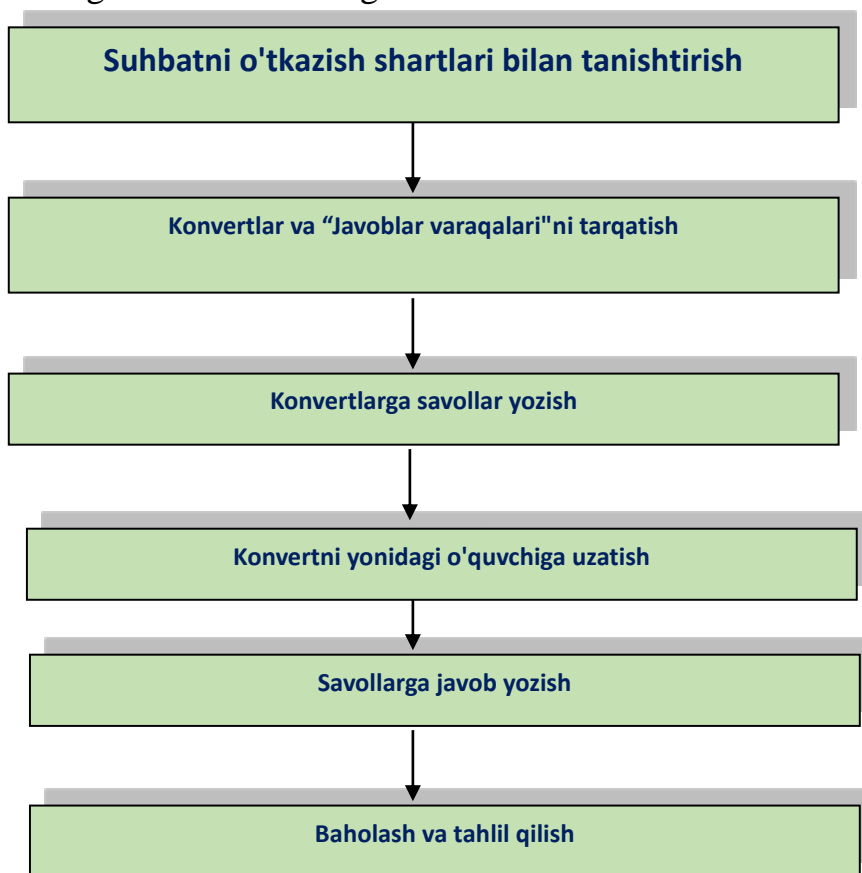 Suhbatni o'tkazish shartlari bilan tanishtirish
Konvertlar va “Javoblar varaqalari"ni tarqatish
Konvertlarga savollar yozish
Konvertni yonidagi o'quvchiga uzatish
Savollarga javob yozish
Baholash va tahlil qilish